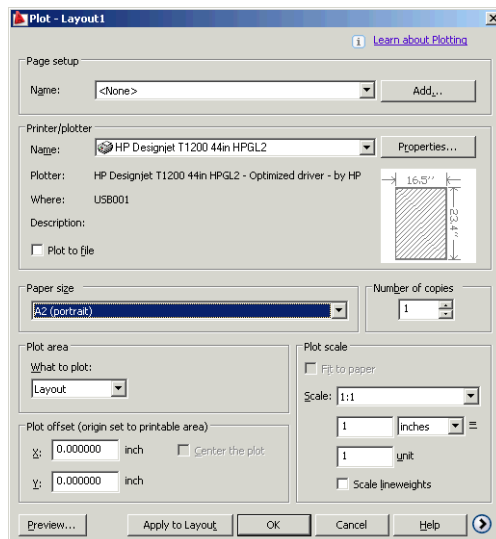 Plot - Layout1
i Learn about Plotting
Page setup
Name: <None> Add...
Printer/plotter
Name: HP Designjet T1200 44in HPGL2 Properties...
Plotter: HP Designjet T1200 44in HPGL2 - Optimized driver - by HP
Where: USB001
Description:
Plot to file
16.5''
23.4''
Paper size
A2 (portrait)
Number of copies
1
Plot area
What to plot:
Layout
Plot scale
Fit to paper
Scale: 1:1
1 inches =
1 unit
Scale lineweights
Plot offset (origin set to printable area)
X: 0.000000 inch Center the plot
Y: 0.000000 inch
Preview... Apply to Layout OK Cancel Help